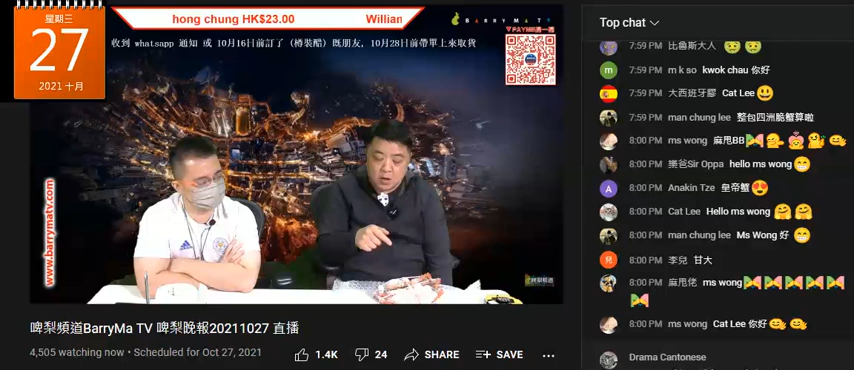 星期三
27
2021 十月
hong chung HK$23.00
Willian
BARRYMA TV
收到 whatsapp 通知 或 10月16日前訂了（樽裝醋）既朋友，10月28日前帶單上來取貨
www.barrymatv.com
啤梨頻道
啤梨頻道BarryMa TV 啤梨晚報20211027 直播
4,505 watching now • Scheduled for Oct 27, 2021
1.4K
24
SHARE
SAVE
Top chat
7:59 PM 比魯斯大人
7:59 PM m k so kwok chau 你好
7:59 PM 大西班牙膠 Cat Lee
7:59 PM man chung lee 整包四洲脆蟹算啦
8:00 PM ms wong 麻甩BB
8:00 PM 樂爸Sir Oppa hello ms wong
8:00 PM Anakin Tze 皇帝蟹
8:00 PM Cat Lee Hello ms wong
8:00 PM man chung lee Ms Wong 好
8:00 PM 李兒 甘大
8:00 PM 麻甩佬 ms wong
8:00 PM ms wong Cat Lee 你好
Drama Cantonese